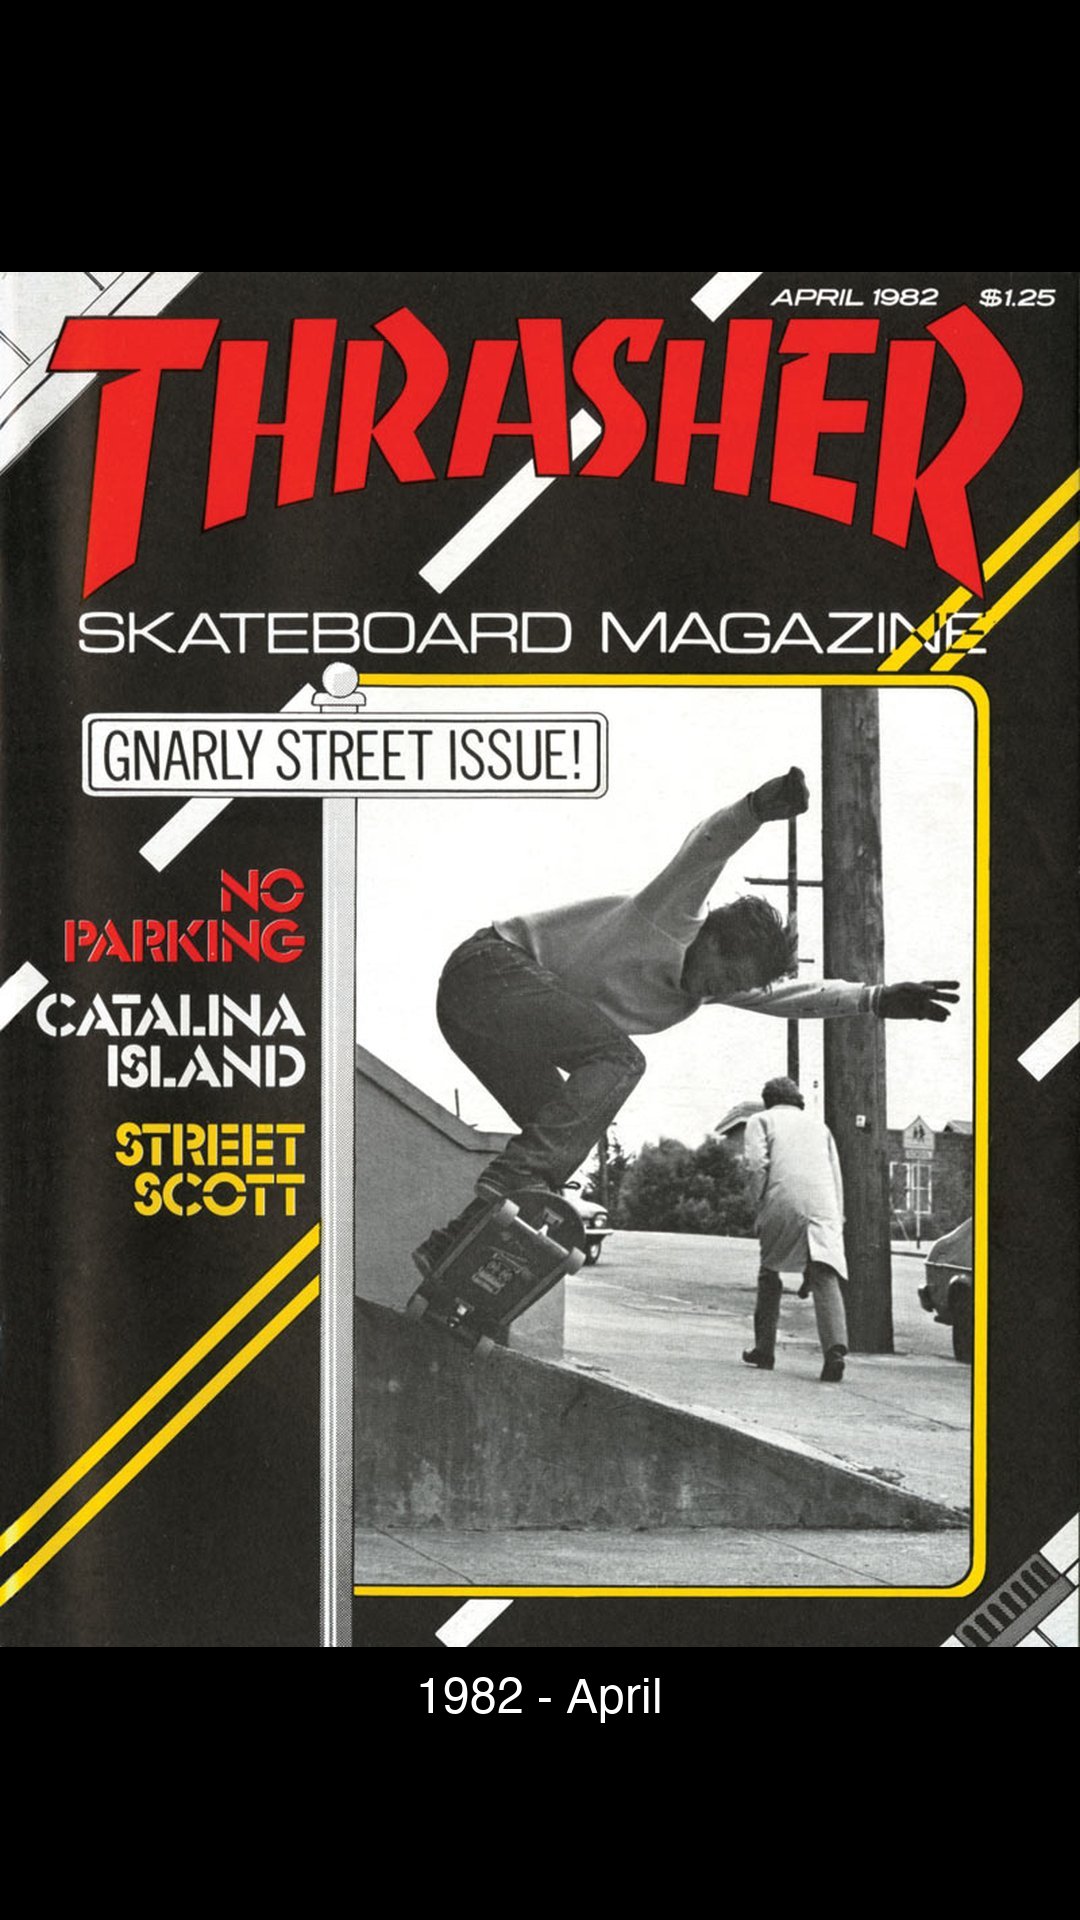 APRIL 1982 $1.25
THRASHER
SKATEBOARD MAGAZINE
GNARLY STREET ISSUE!
NO
PARKING
CATALINA
ISLAND
STREET
SCOTT
1982 - April